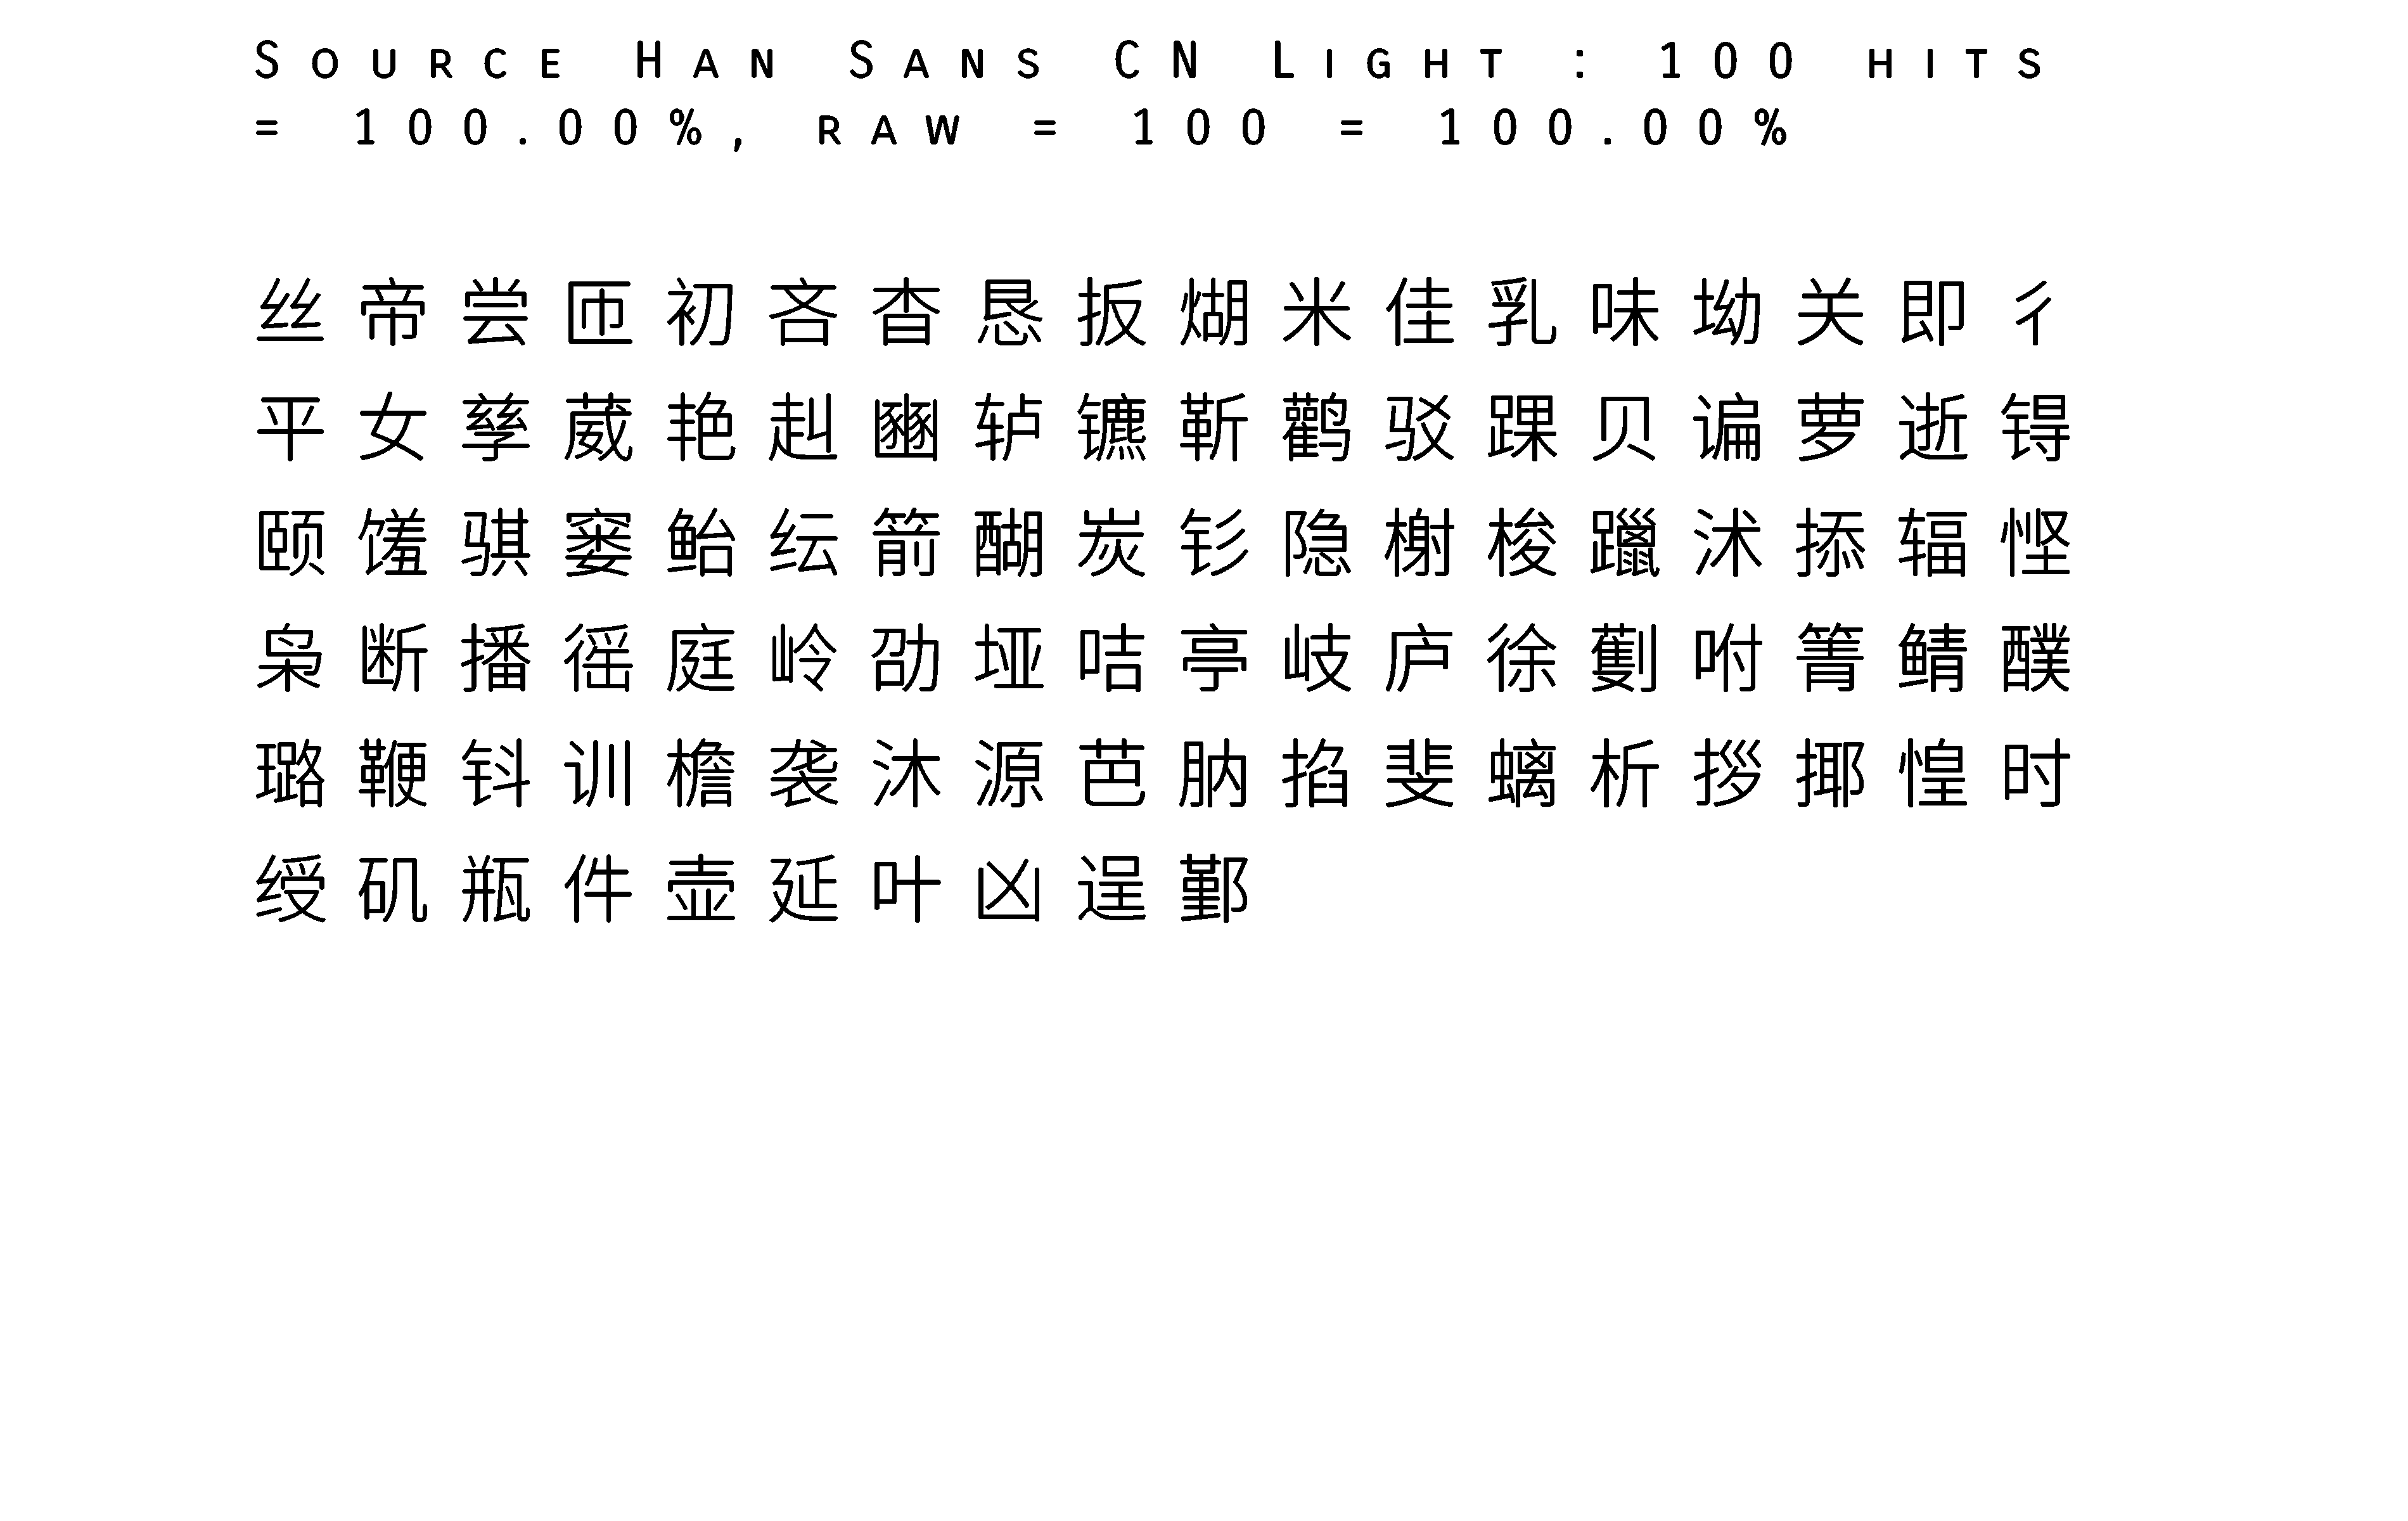 Source Han Sans CN Light : 100 hits
= 100.00%, raw = 100 = 100.00%
丝帝尝匝初吝杳恳扳煳米佳乳味坳关即彳
平女孳葳艳赳豳轳镳靳鹳驳踝贝谝萝逝锝
颐馐骐窭鲐纭箭醐炭钐隐榭梭躐沭掭辐悭
枭断播徭庭岭劭垭咭亭岐庐徐劐咐箐鲭醭
璐鞭钭训檐袭沐源芭肭掐斐螭析拶揶惶时
绶矶瓶件壶延叶凶逞鄞